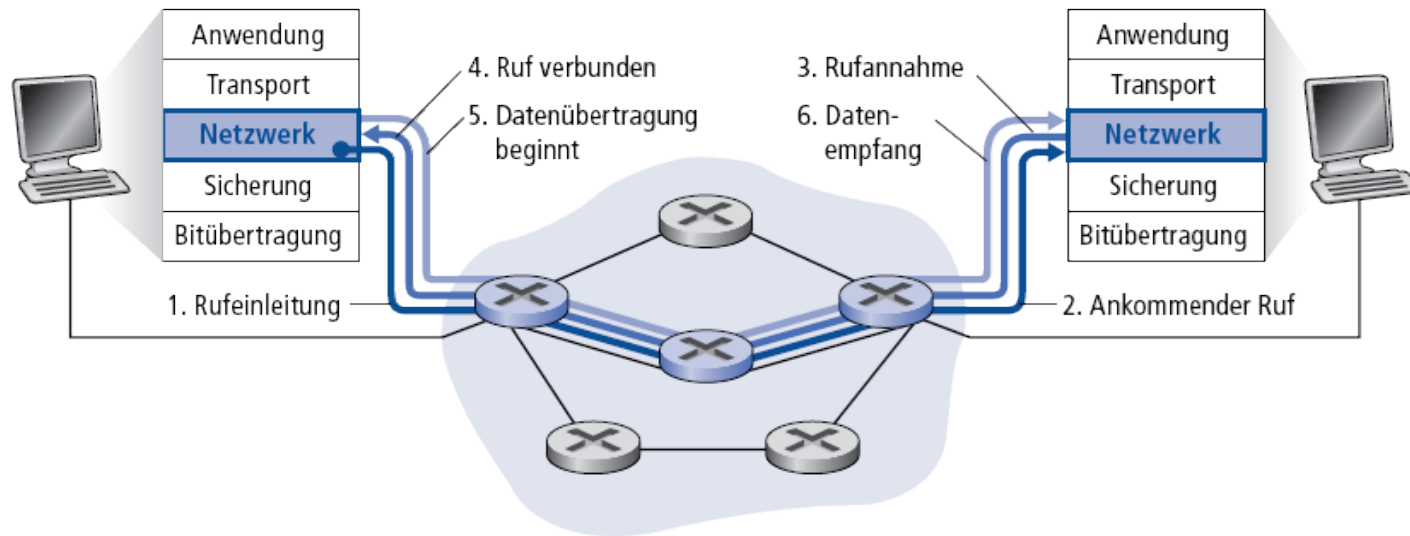 Anwendung
Transport
Netzwerk
Sicherung
Bitübertragung
4. Ruf verbunden
5. Datenübertragung
beginnt
1. Rufeinleitung
3. Rufannahme
6. Daten-
empfang
2. Ankommender Ruf
Anwendung
Transport
Netzwerk
Sicherung
Bitübertragung